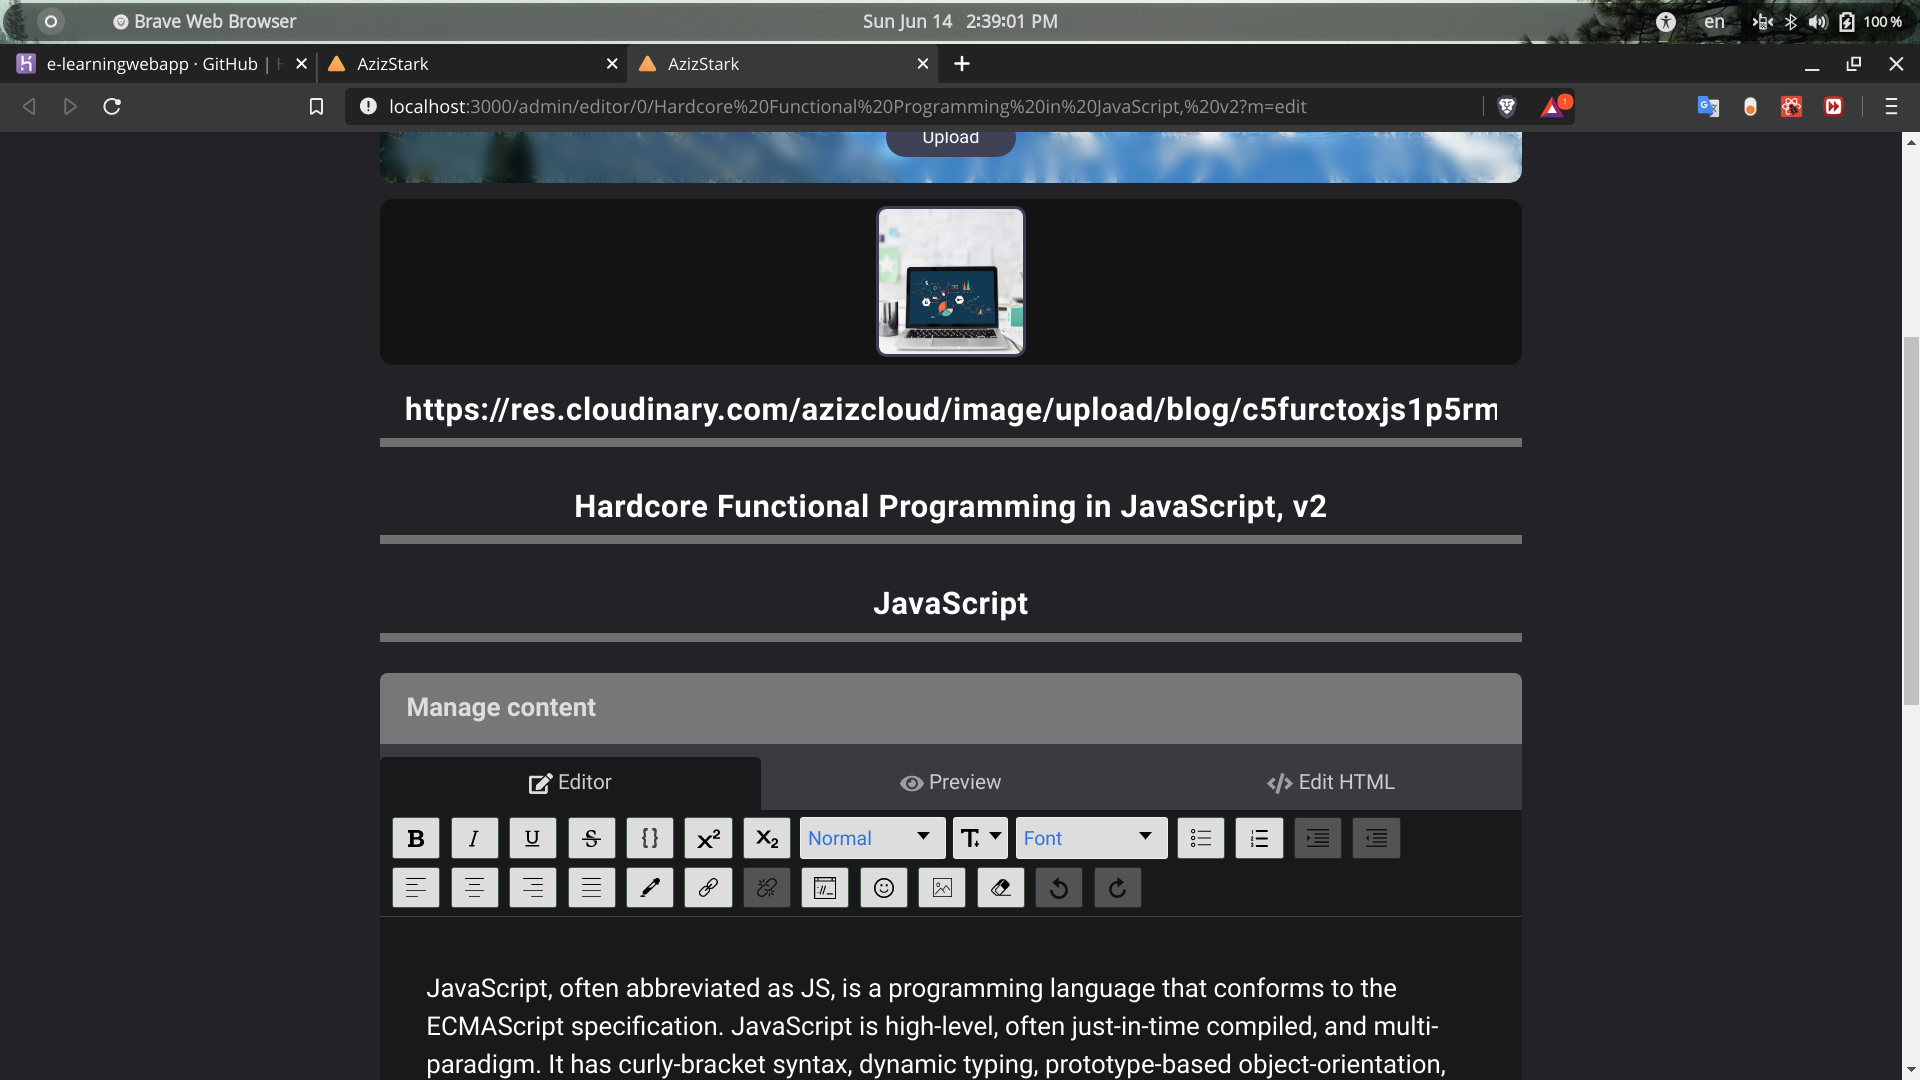 Brave Web Browser
Sun Jun 14 2:39:01 PM
en
100 %
e-learningwebapp · GitHub |
AzizStark
AzizStark
localhost:3000/admin/editor/0/Hardcore%20Functional%20Programming%20in%20JavaScript,%20v2?m=edit
1
Upload
https://res.cloudinary.com/azizcloud/image/upload/blog/c5furctoxjs1p5rm
Hardcore Functional Programming in JavaScript, v2
JavaScript
Manage content
Editor
Preview
Edit HTML
B I U S {} x² x₂ Normal T Font
JavaScript, often abbreviated as JS, is a programming language that conforms to the
ECMAScript specification. JavaScript is high-level, often just-in-time compiled, and multi-
paradigm. It has curly-bracket syntax, dynamic typing, prototype-based object-orientation,